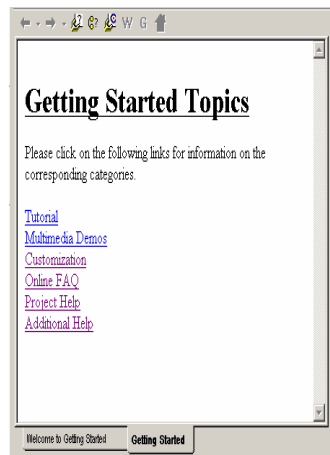 W G
Getting Started Topics
Please click on the following links for information on the
corresponding categories.
Tutorial
Multimedia Demos
Customization
Online FAQ
Project Help
Additional Help
Welcome to Getting Started Getting Started